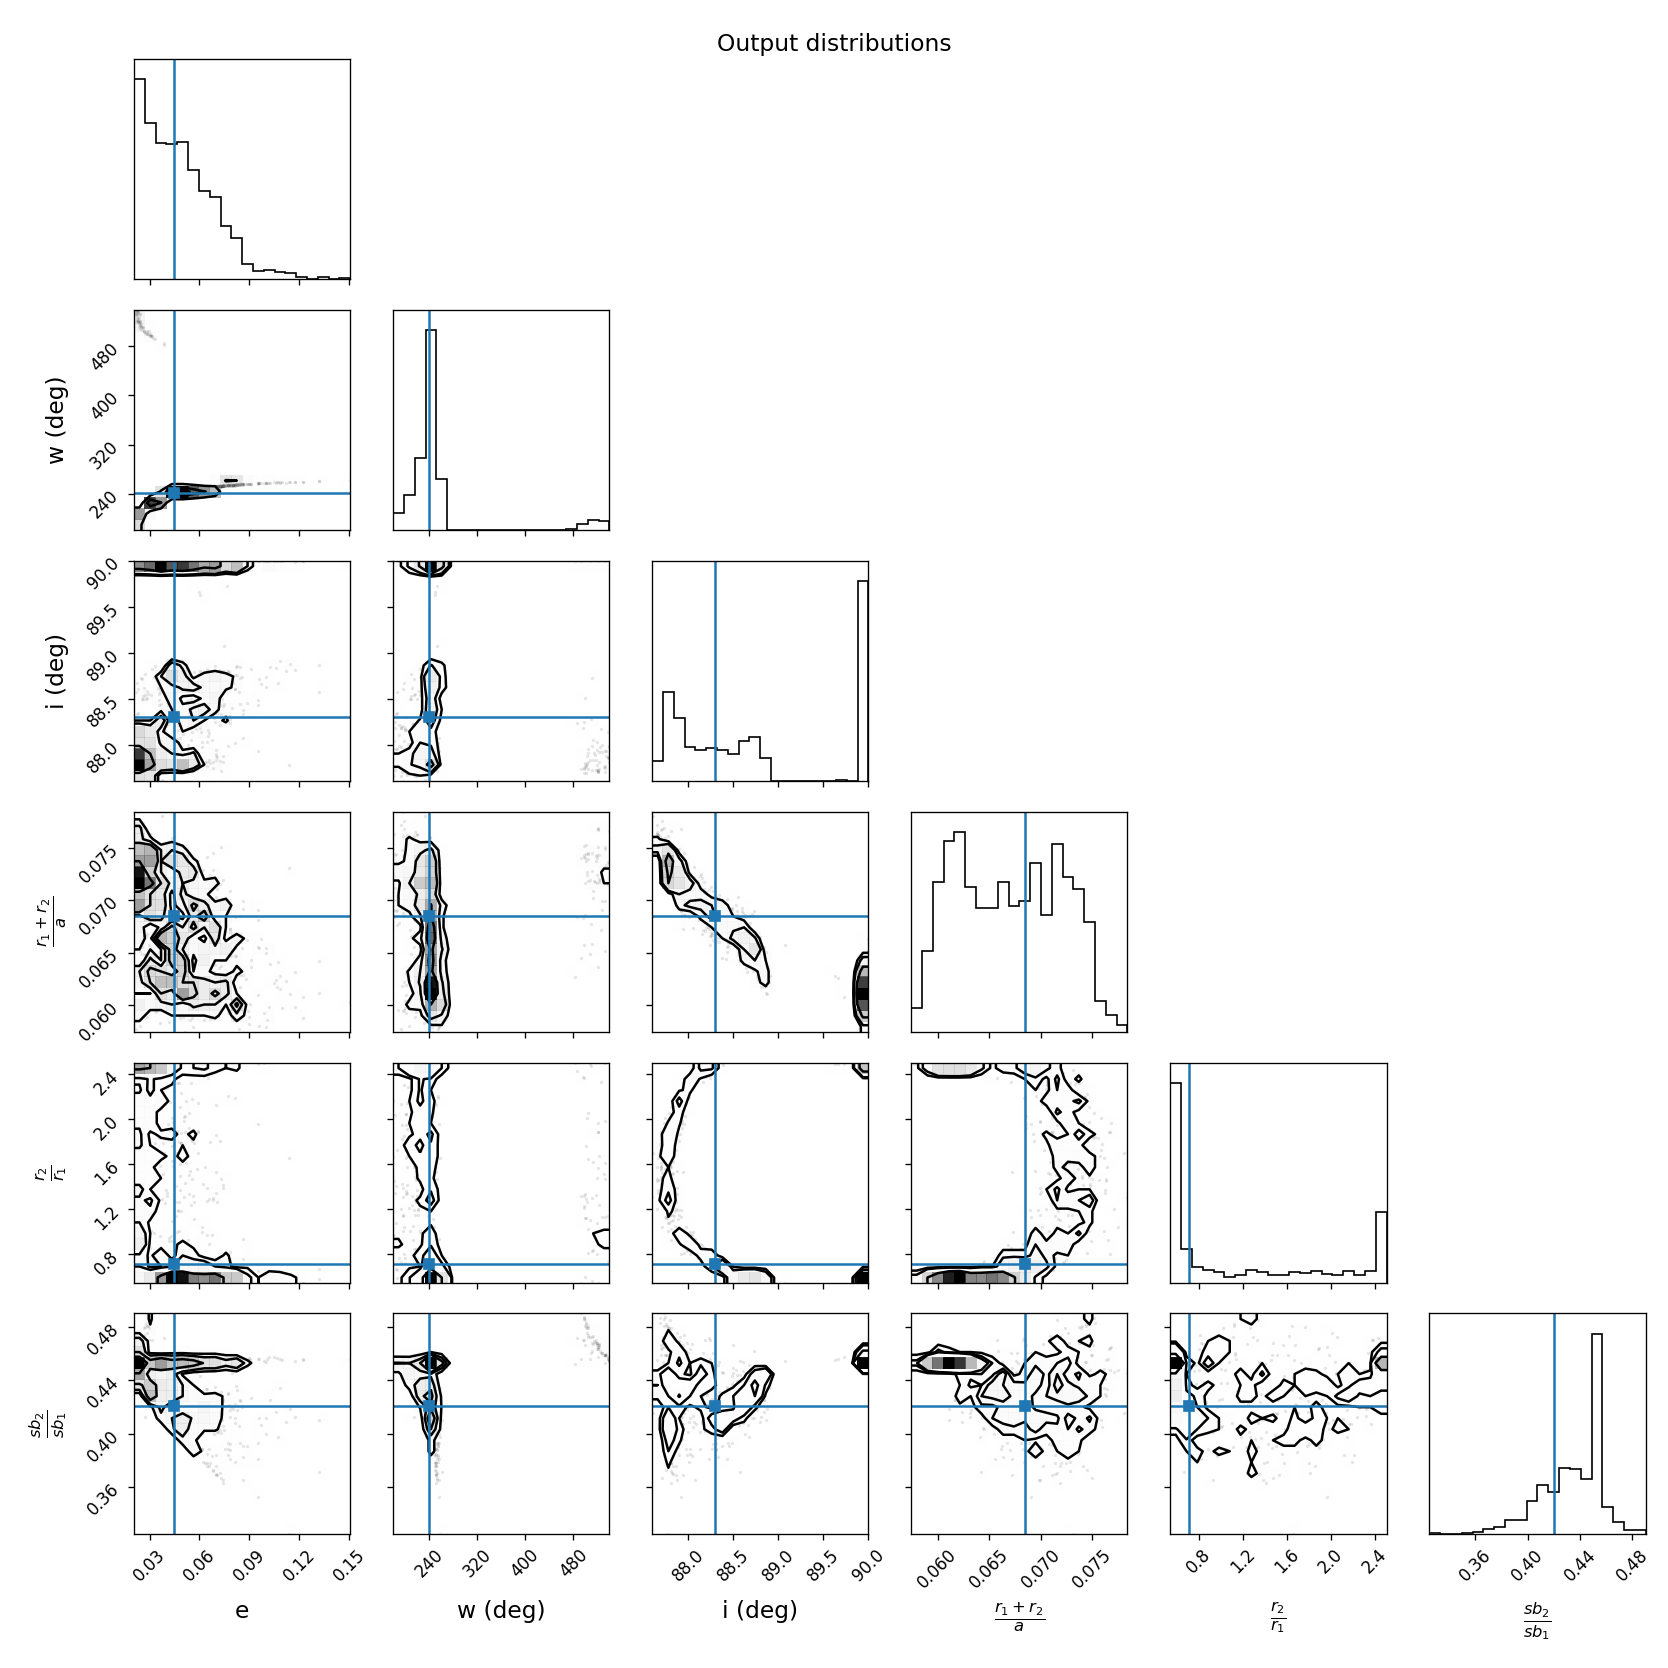 Output distributions
w (deg)
480
400
320
240
i (deg)
90.0
89.5
89.0
88.5
88.0
r₁ + r₂
a
0.075
0.070
0.065
0.060
r₂
r₁
2.4
2.0
1.6
1.2
0.8
sb₂
sb₁
0.48
0.44
0.40
0.36
0.03 0.06 0.09 0.12 0.15 240 320 400 480 88.0 88.5 89.0 89.5 90.0 0.060 0.065 0.070 0.075 0.8 1.2 1.6 2.0 2.4 0.36 0.40 0.44 0.48
e w (deg) i (deg) r₁ + r₂ r₂ sb₂
a r₁ sb₁